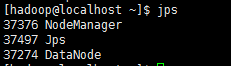 [hadoop@localhost ~]$ jps
37376 NodeManager
37497 Jps
37274 DataNode